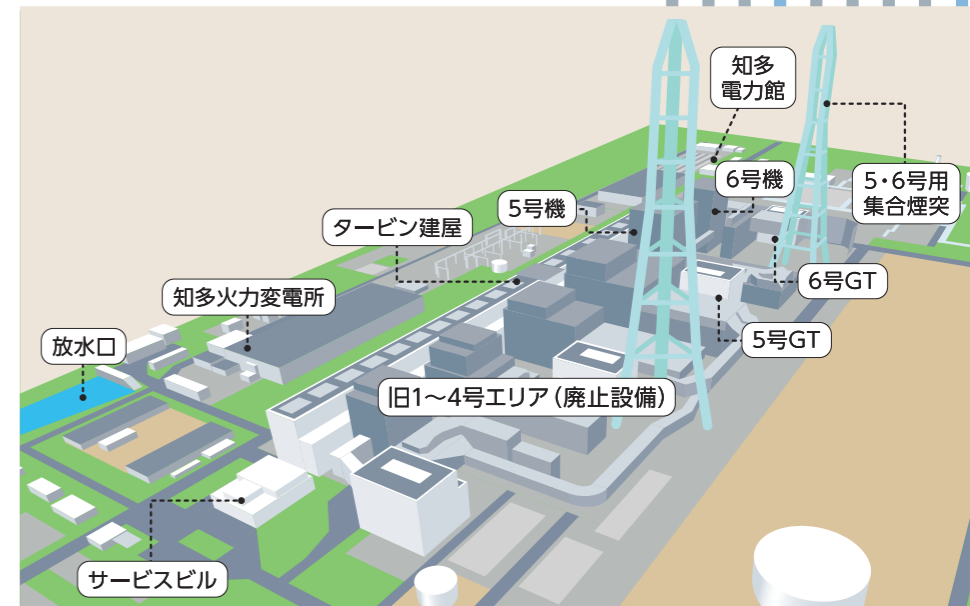 知多
電力館
6号機
5・6号用
集合煙突
5号機
タービン建屋
6号GT
知多火力変電所
5号GT
放水口
旧1～4号エリア（廃止設備）
サービスビル